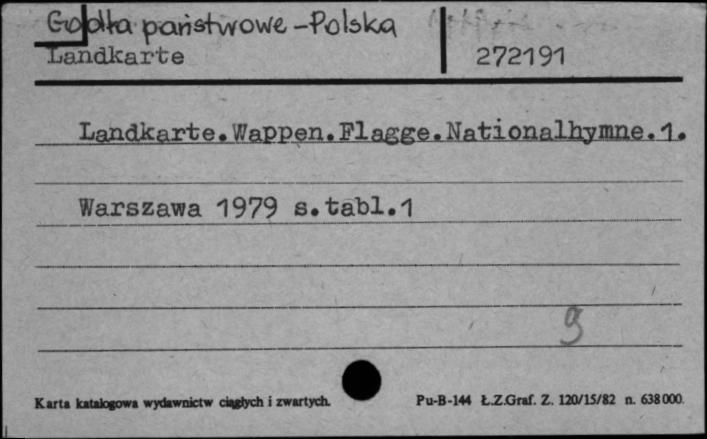 Godła państwowe - Polska
Landkarte 272191
Landkarte.Wappen.Flagge.Nationalhymne.1.
Warszawa 1979 s.tabl.1
9
Karta katalogowa wydawnictw ciągłych i zwartych. Pu-B-144 Ł.Z.Graf. Z. 120/15/82 n. 638000.